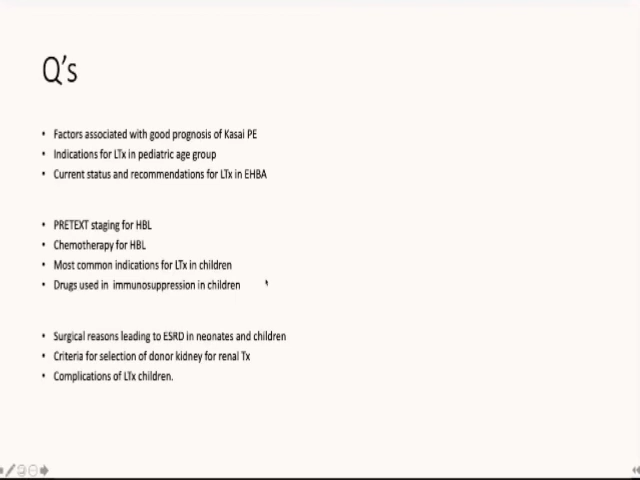 Q's
• Factors associated with good prognosis of Kasai PE
• Indications for LTx in pediatric age group
• Current status and recommendations for LTx in EHBA
• PRETEXT staging for HBL
• Chemotherapy for HBL
• Most common indications for LTx in children
• Drugs used in immunosuppression in children
• Surgical reasons leading to ESRD in neonates and children
• Criteria for selection of donor kidney for renal Tx
• Complications of LTx children.